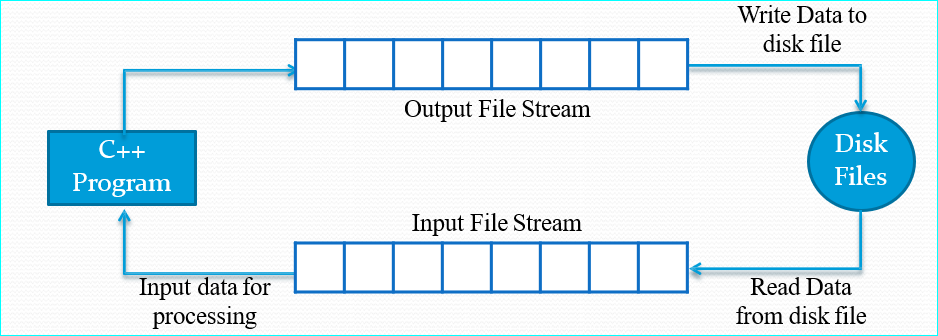 Write Data to
disk file
Output File Stream
C++
Program
Disk
Files
Input File Stream
Input data for
processing
Read Data
from disk file